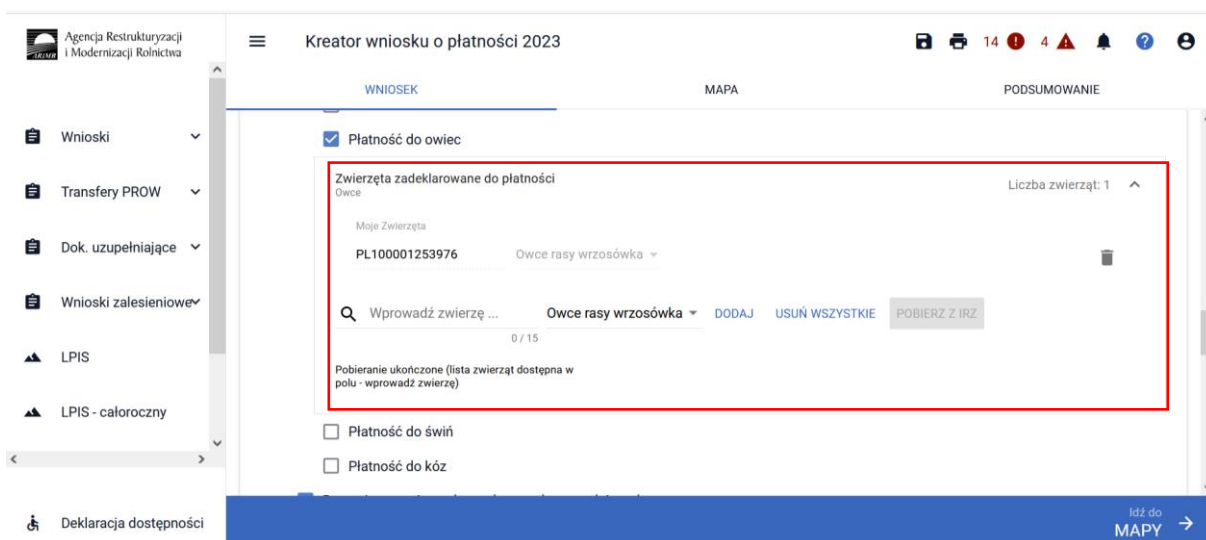 Agencja Restrukturyzacji
i Modernizacji Rolnictwa
ARiMR
Kreator wniosku o płatności 2023
14
4
WNIOSEK
MAPA
PODSUMOWANIE
Wnioski
Transfery PROW
Dok. uzupełniające
Wnioski zalesieniowe
LPIS
LPIS - całoroczny
Deklaracja dostępności
Płatność do owiec
Zwierzęta zadeklarowane do płatności
Owce
Liczba zwierząt: 1
Moje Zwierzęta
PL100001253976 Owce rasy wrzosówka
Wprowadź zwierzę ... Owce rasy wrzosówka DODAJ USUŃ WSZYSTKIE POBIERZ Z IRZ
0 / 15
Pobieranie ukończone (lista zwierząt dostępna w
polu - wprowadź zwierzę)
Płatność do świń
Płatność do kóz
Idź do
MAPY